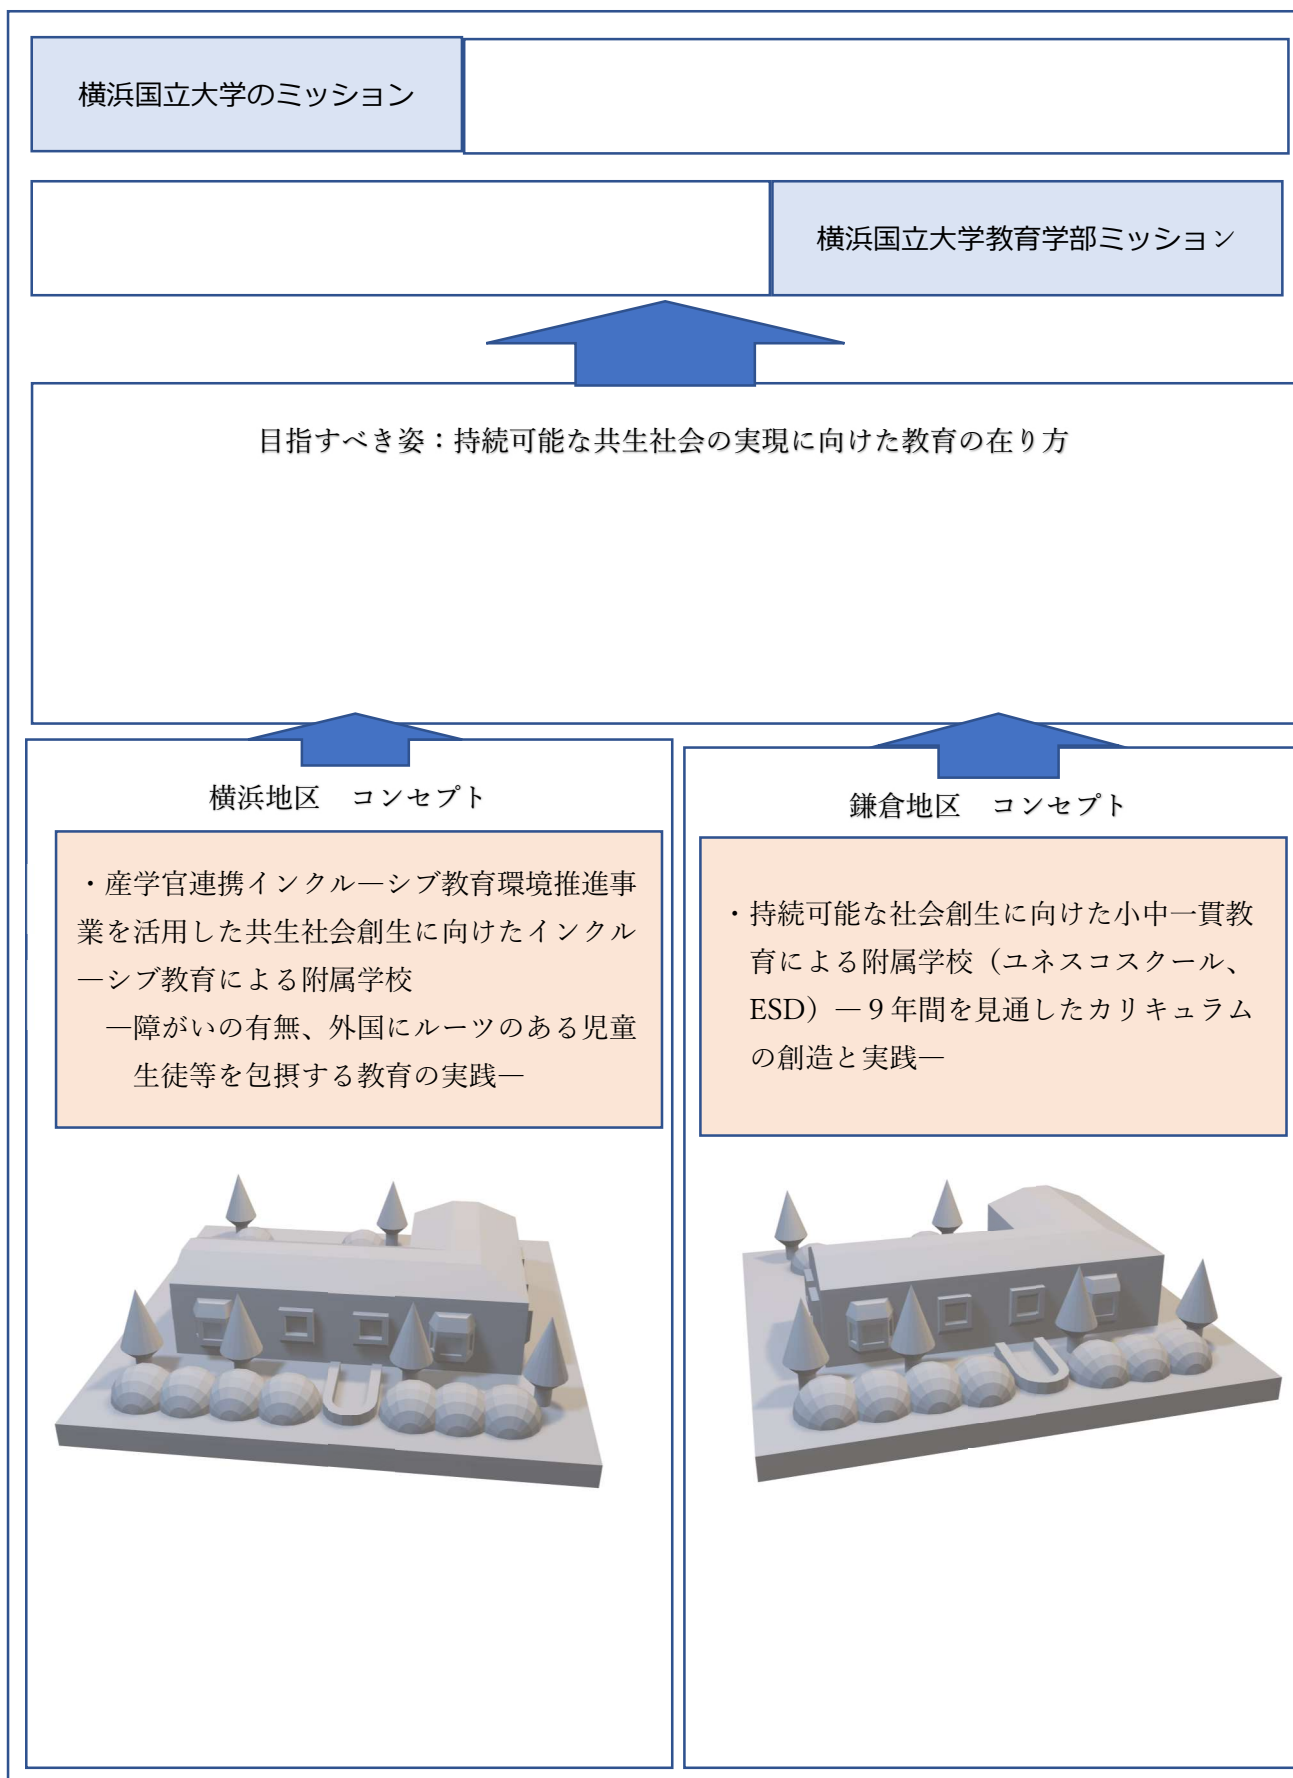 横浜国立大学のミッション
横浜国立大学教育学部ミッション
目指すべき姿：持続可能な共生社会の実現に向けた教育の在り方
横浜地区　コンセプト
・産学官連携インクル―シブ教育環境推進事
業を活用した共生社会創生に向けたインクル
―シブ教育による附属学校
―障がいの有無、外国にルーツのある児童
生徒等を包摂する教育の実践―
鎌倉地区　コンセプト
・持続可能な社会創生に向けた小中一貫教
育による附属学校（ユネスコスクール、
ESD）―９年間を見通したカリキュラム
の創造と実践―